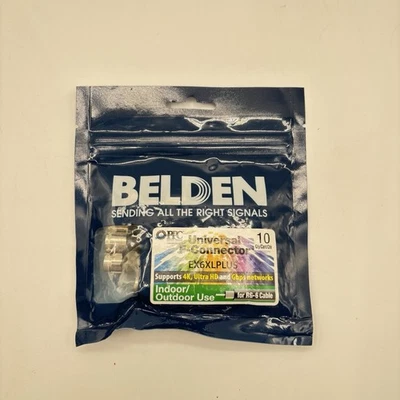 BELDEN
SENDING ALL THE RIGHT SIGNALS
PPC Universal
F-Connector
10
EX6XLPLUS
Supports 4K, Ultra HD and Gbps networks
Indoor/
Outdoor Use
for RG-6 Cable